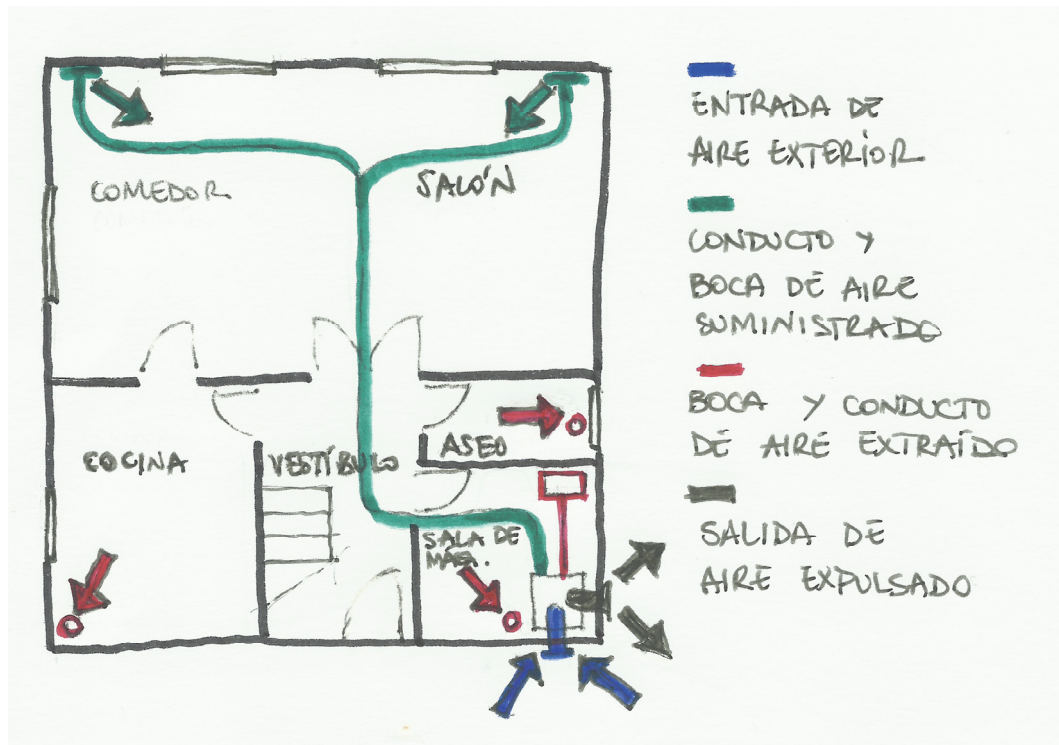 COMEDOR
SALÓN
COCINA
VESTÍBULO
ASEO
SALA DE
MÁQ.
ENTRADA DE
AIRE EXTERIOR
CONDUCTO Y
BOCA DE AIRE
SUMINISTRADO
BOCA Y CONDUCTO
DE AIRE EXTRAÍDO
SALIDA DE
AIRE EXPULSADO